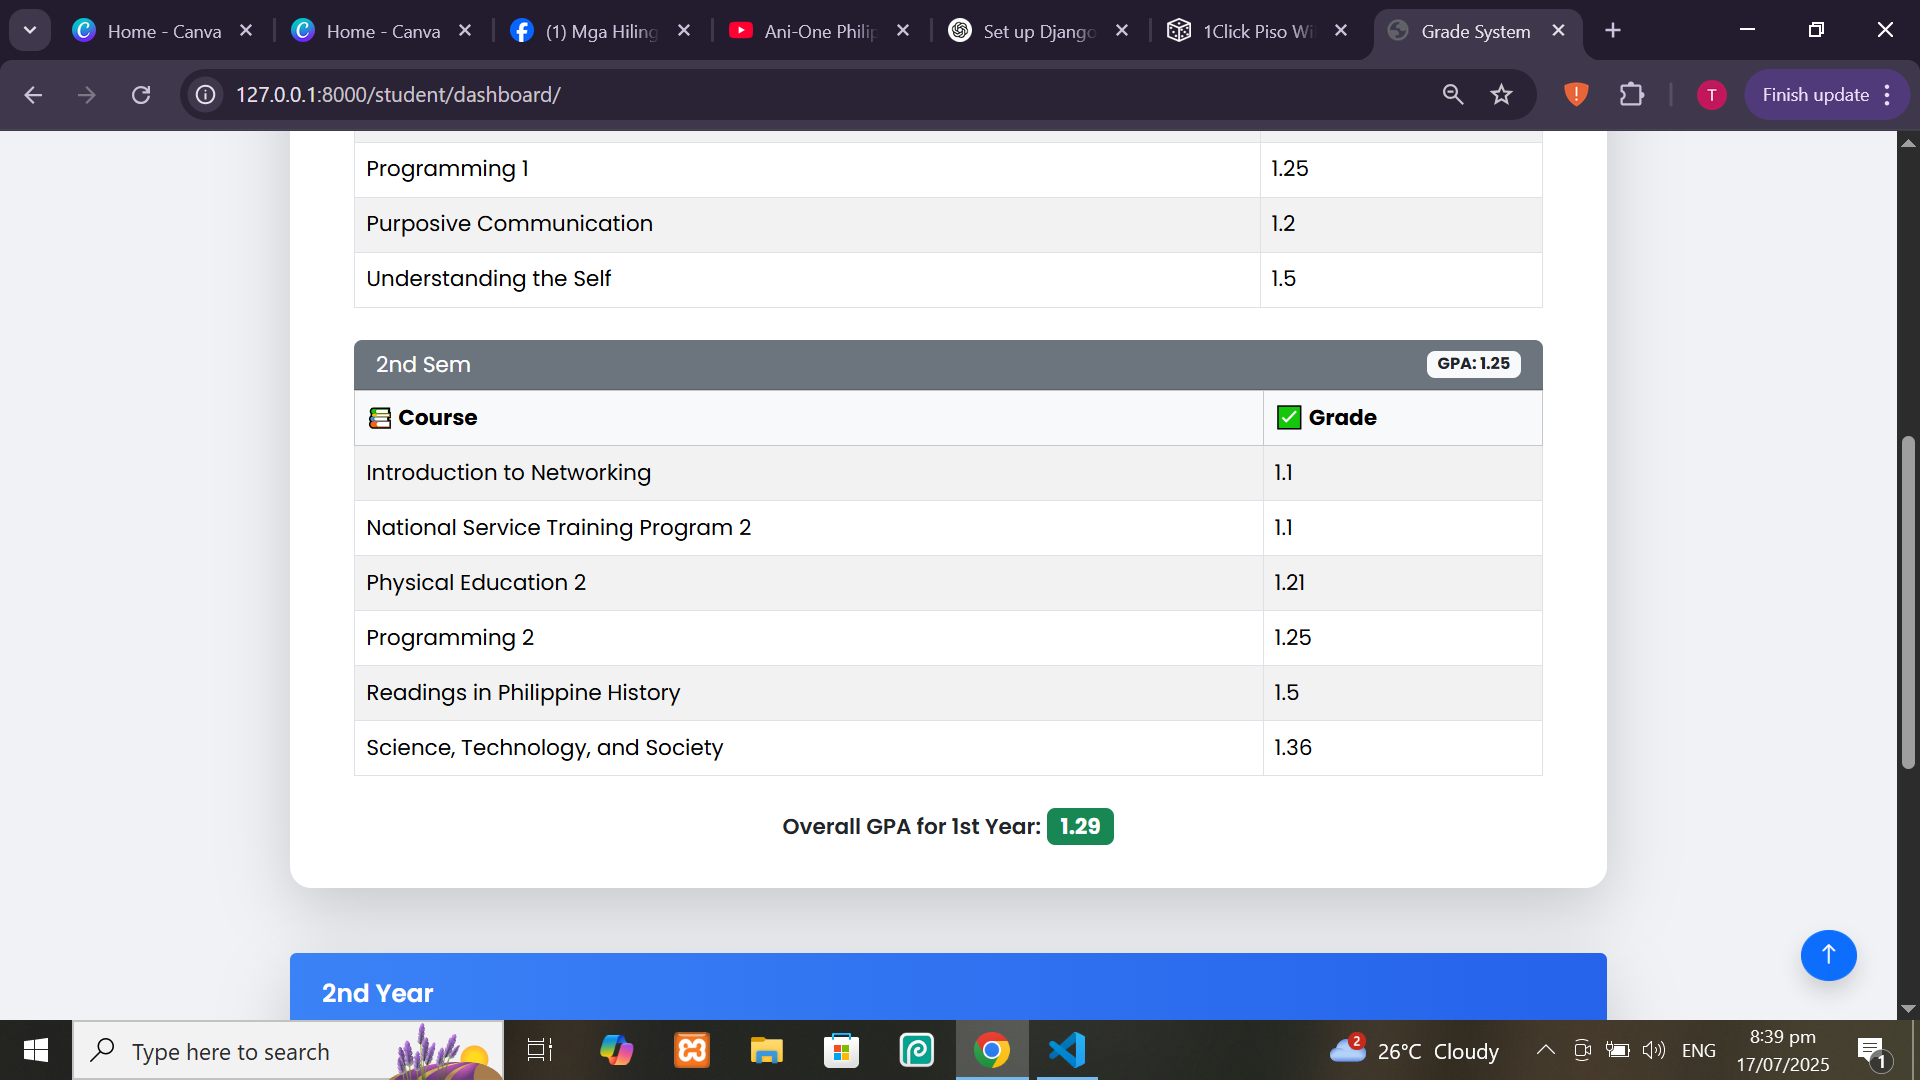 Home - Canva
Home - Canva
(1) Mga Hiling
Ani-One Philip
Set up Django
1Click Piso Wi
Grade System
127.0.0.1:8000/student/dashboard/
T
Finish update
Programming 1 1.25
Purposive Communication 1.2
Understanding the Self 1.5
2nd Sem GPA: 1.25
Course Grade
Introduction to Networking 1.1
National Service Training Program 2 1.1
Physical Education 2 1.21
Programming 2 1.25
Readings in Philippine History 1.5
Science, Technology, and Society 1.36
Overall GPA for 1st Year: 1.29
2nd Year
Type here to search
2
26°C Cloudy
ENG
8:39 pm
17/07/2025
1